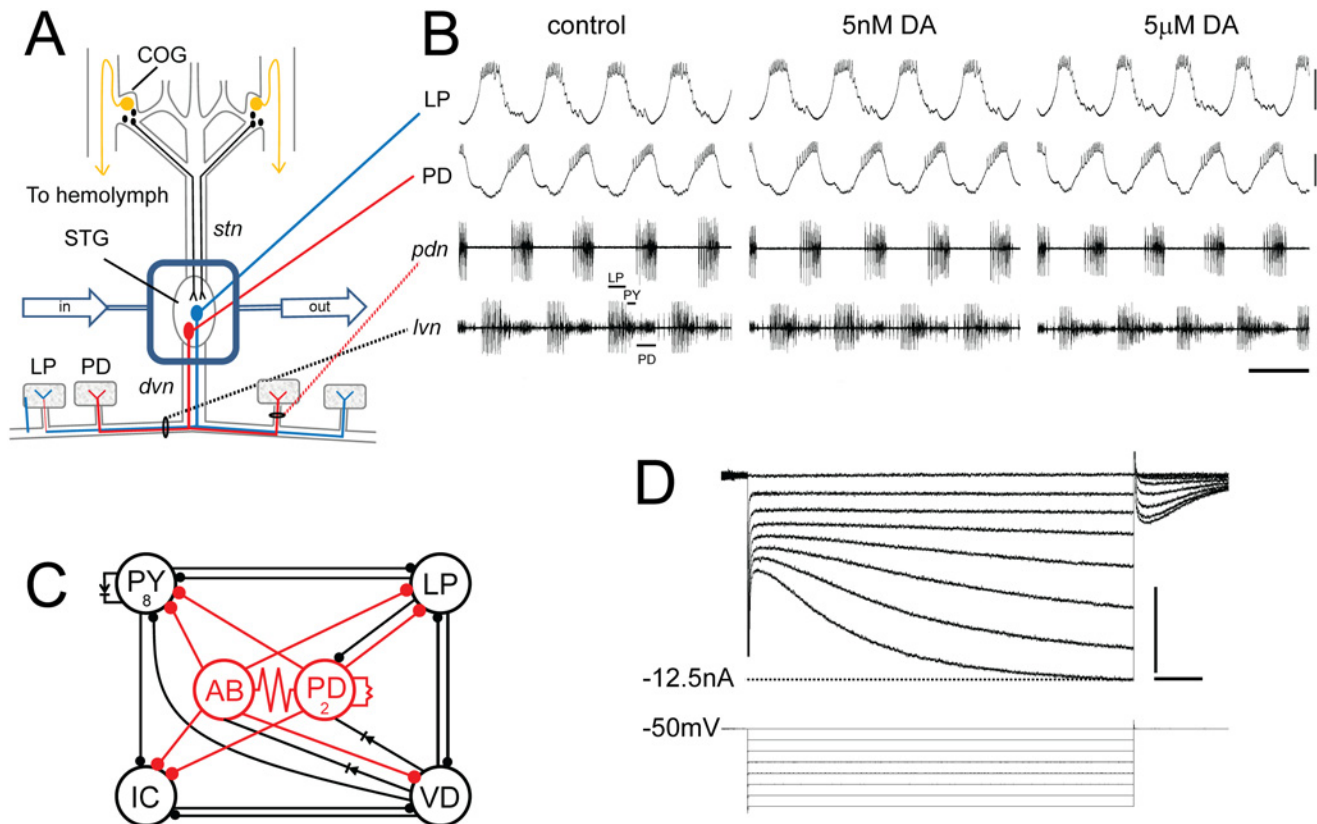 A
COG
To hemolymph
stn
STG
in
out
LP
PD
dvn
B
control
5nM DA
5μM DA
LP
PD
pdn
LP
PY
lvn
PD
C
PY
8
LP
AB
PD
2
IC
VD
D
-12.5nA
-50mV